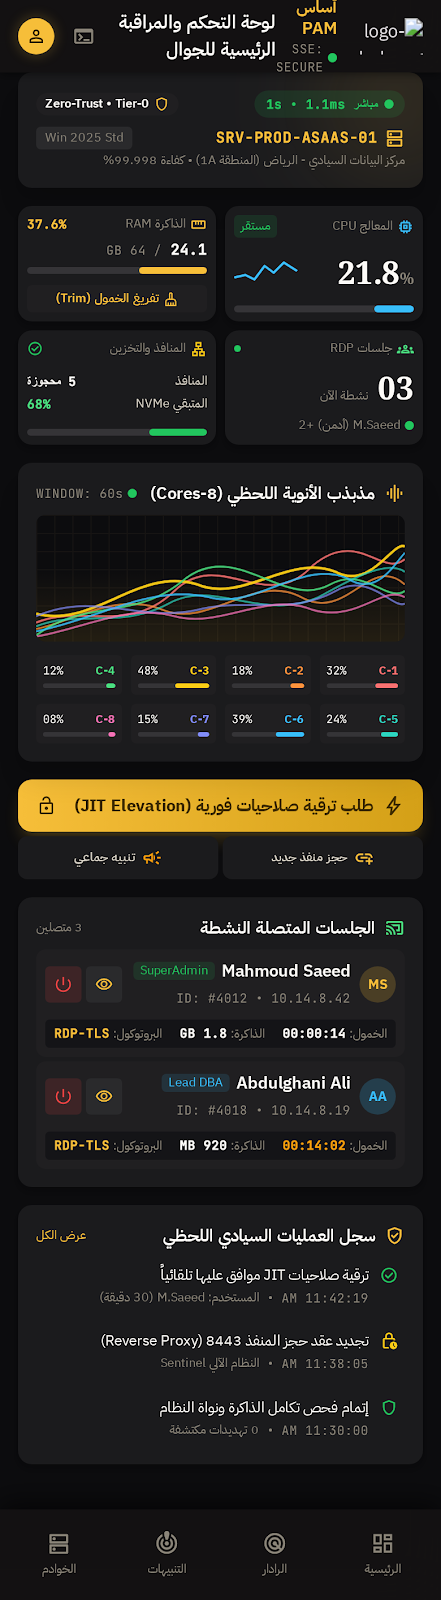 logo-
أساس
PAM
SSE:
SECURE
لوحة التحكم والمراقبة
الرئيسية للجوال
مباشر 1s • 1.1ms
Zero-Trust • Tier-0
SRV-PROD-ASAAS-01
Win 2025 Std
مركز البيانات السيادي - الرياض (المنطقة 1A) • كفاءة 99.998%
المعالج CPU
مستقر
21.8%
الذاكرة RAM
37.6%
24.1 / 64 GB
تفريغ الخمول (Trim)
جلسات RDP
03 نشطة الآن
M.Saeed (أدمن) +2
المنافذ والتخزين
المنافذ 5 محجوزة
المتبقي NVMe 68%
مذبذب الأنوية اللحظي (8-Cores)
WINDOW: 60s
C-1 32%
C-2 18%
C-3 48%
C-4 12%
C-5 24%
C-6 39%
C-7 15%
C-8 08%
طلب ترقية صلاحيات فورية (JIT Elevation)
حجز منفذ جديد
تنبيه جماعي
الجلسات المتصلة النشطة
3 متصلين
MS
Mahmoud Saeed SuperAdmin
ID: #4012 • 10.14.8.42
الخمول: 00:00:14 الذاكرة: 1.8 GB البروتوكول: RDP-TLS
AA
Abdulghani Ali Lead DBA
ID: #4018 • 10.14.8.19
الخمول: 00:14:02 الذاكرة: 920 MB البروتوكول: RDP-TLS
سجل العمليات السيادي اللحظي
عرض الكل
ترقية صلاحيات JIT موافق عليها تلقائياً
11:42:19 AM • المستخدم: M.Saeed (30 دقيقة)
تجديد عقد حجز المنفذ 8443 (Reverse Proxy)
11:38:05 AM • النظام الآلي Sentinel
إتمام فحص تكامل الذاكرة ونواة النظام
11:30:00 AM • 0 تهديدات مكتشفة
الرئيسية
الرادار
التنبيهات
الخوادم